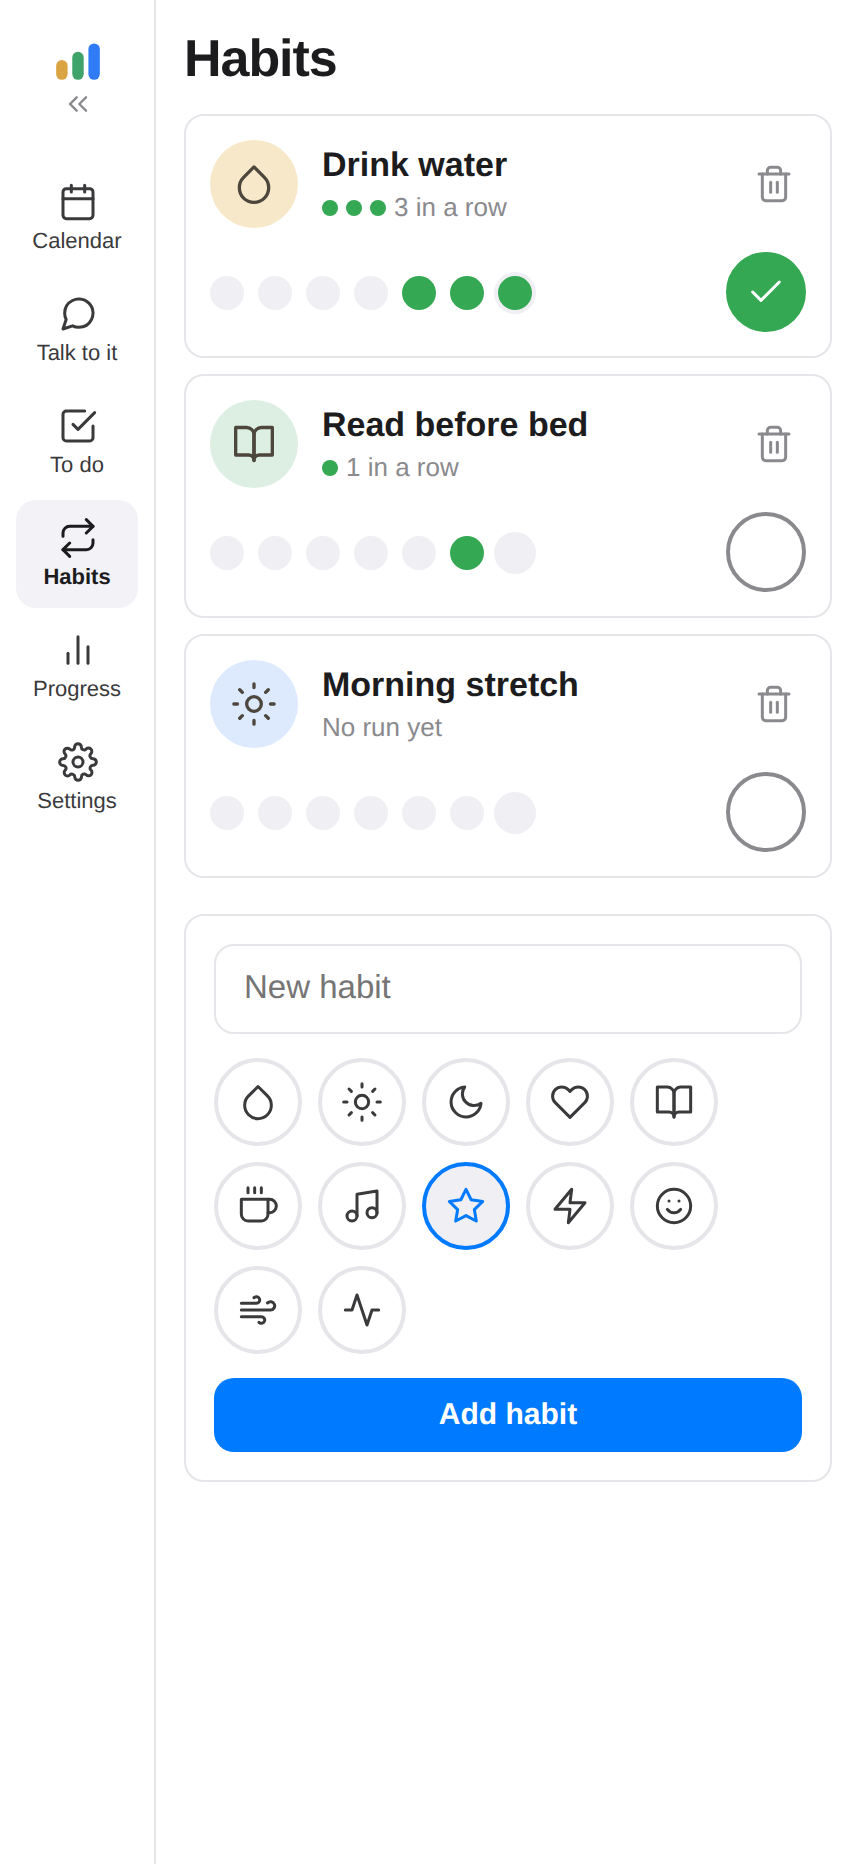 Habits
Calendar
Talk to it
To do
Habits
Progress
Settings
Drink water
3 in a row
Read before bed
1 in a row
Morning stretch
No run yet
New habit
Add habit